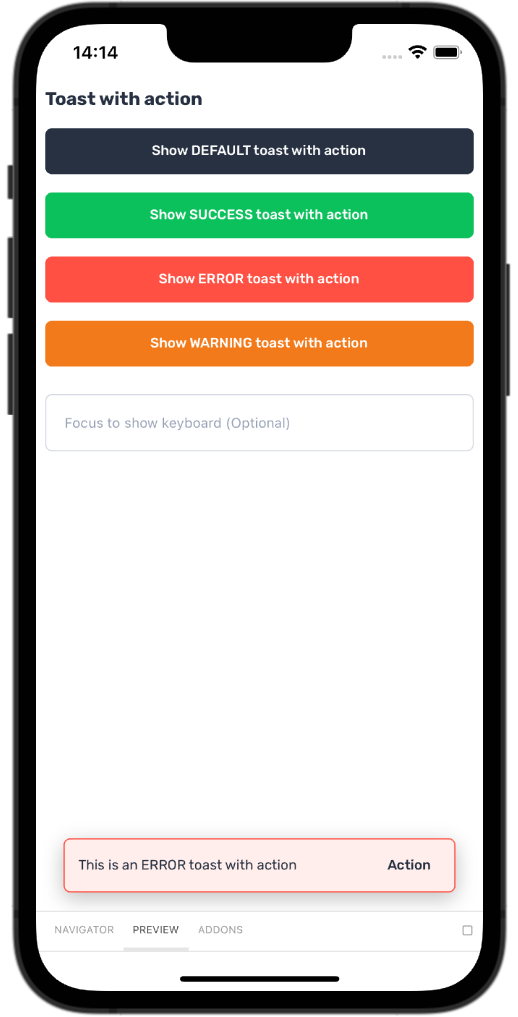 14:14
Toast with action
Show DEFAULT toast with action
Show SUCCESS toast with action
Show ERROR toast with action
Show WARNING toast with action
Focus to show keyboard (Optional)
This is an ERROR toast with action Action
NAVIGATOR PREVIEW ADDONS